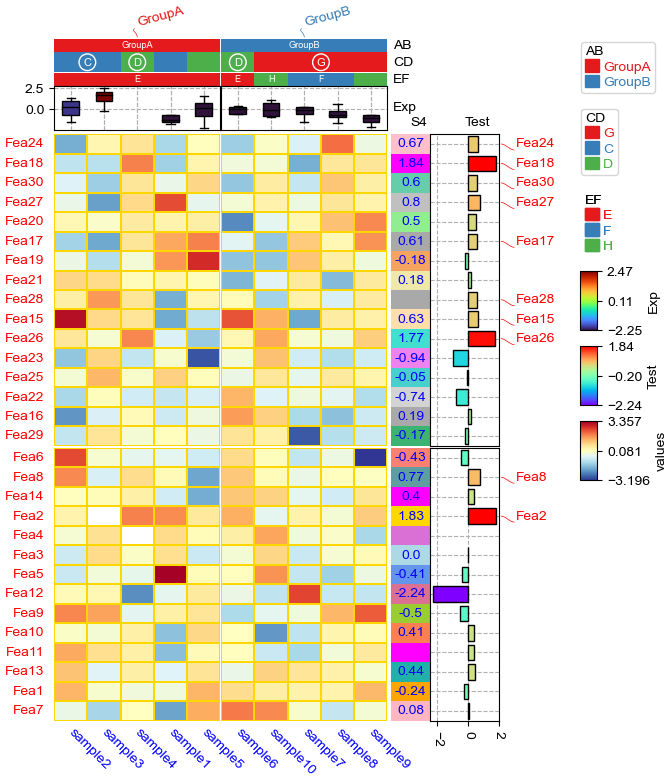 GroupA
GroupB
GroupA GroupB AB
C D D G CD
E E H F H EF
2.5
0.0
Exp
S4 Test
Fea24 0.67 Fea24
Fea18 1.84 Fea18
Fea30 0.6 Fea30
Fea27 0.8 Fea27
Fea20 0.5
Fea17 0.61 Fea17
Fea19 -0.18
Fea21 0.18
Fea28 Fea28
Fea15 0.63 Fea15
Fea26 1.77 Fea26
Fea23 -0.94
Fea25 -0.05
Fea22 -0.74
Fea16 0.19
Fea29 -0.17
Fea6 -0.43
Fea8 0.77 Fea8
Fea14 0.4
Fea2 1.83 Fea2
Fea4
Fea3 0.0
Fea5 -0.41
Fea12 -2.24
Fea9 -0.5
Fea10 0.41
Fea11
Fea13 0.44
Fea1 -0.24
Fea7 0.08
sample2 sample3 sample4 sample1 sample5 sample6 sample10 sample7 sample8 sample9
−2 0 2
AB
GroupA
GroupB
CD
G
C
D
EF
E
F
H
2.47
0.11
−2.25
Exp
1.84
−0.20
−2.24
Test
3.357
0.081
−3.196
values